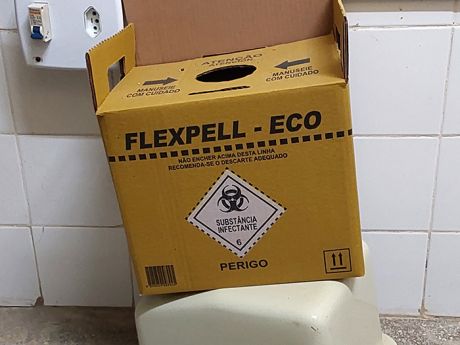 ATENÇÃO
MANUSEIE
COM CUIDADO
MANUSEIE
COM CUIDADO
FLEXPELL - ECO
NÃO ENCHER ACIMA DESTA LINHA
RECOMENDA-SE O DESCARTE ADEQUADO
SUBSTÂNCIA
INFECTANTE
6
PERIGO